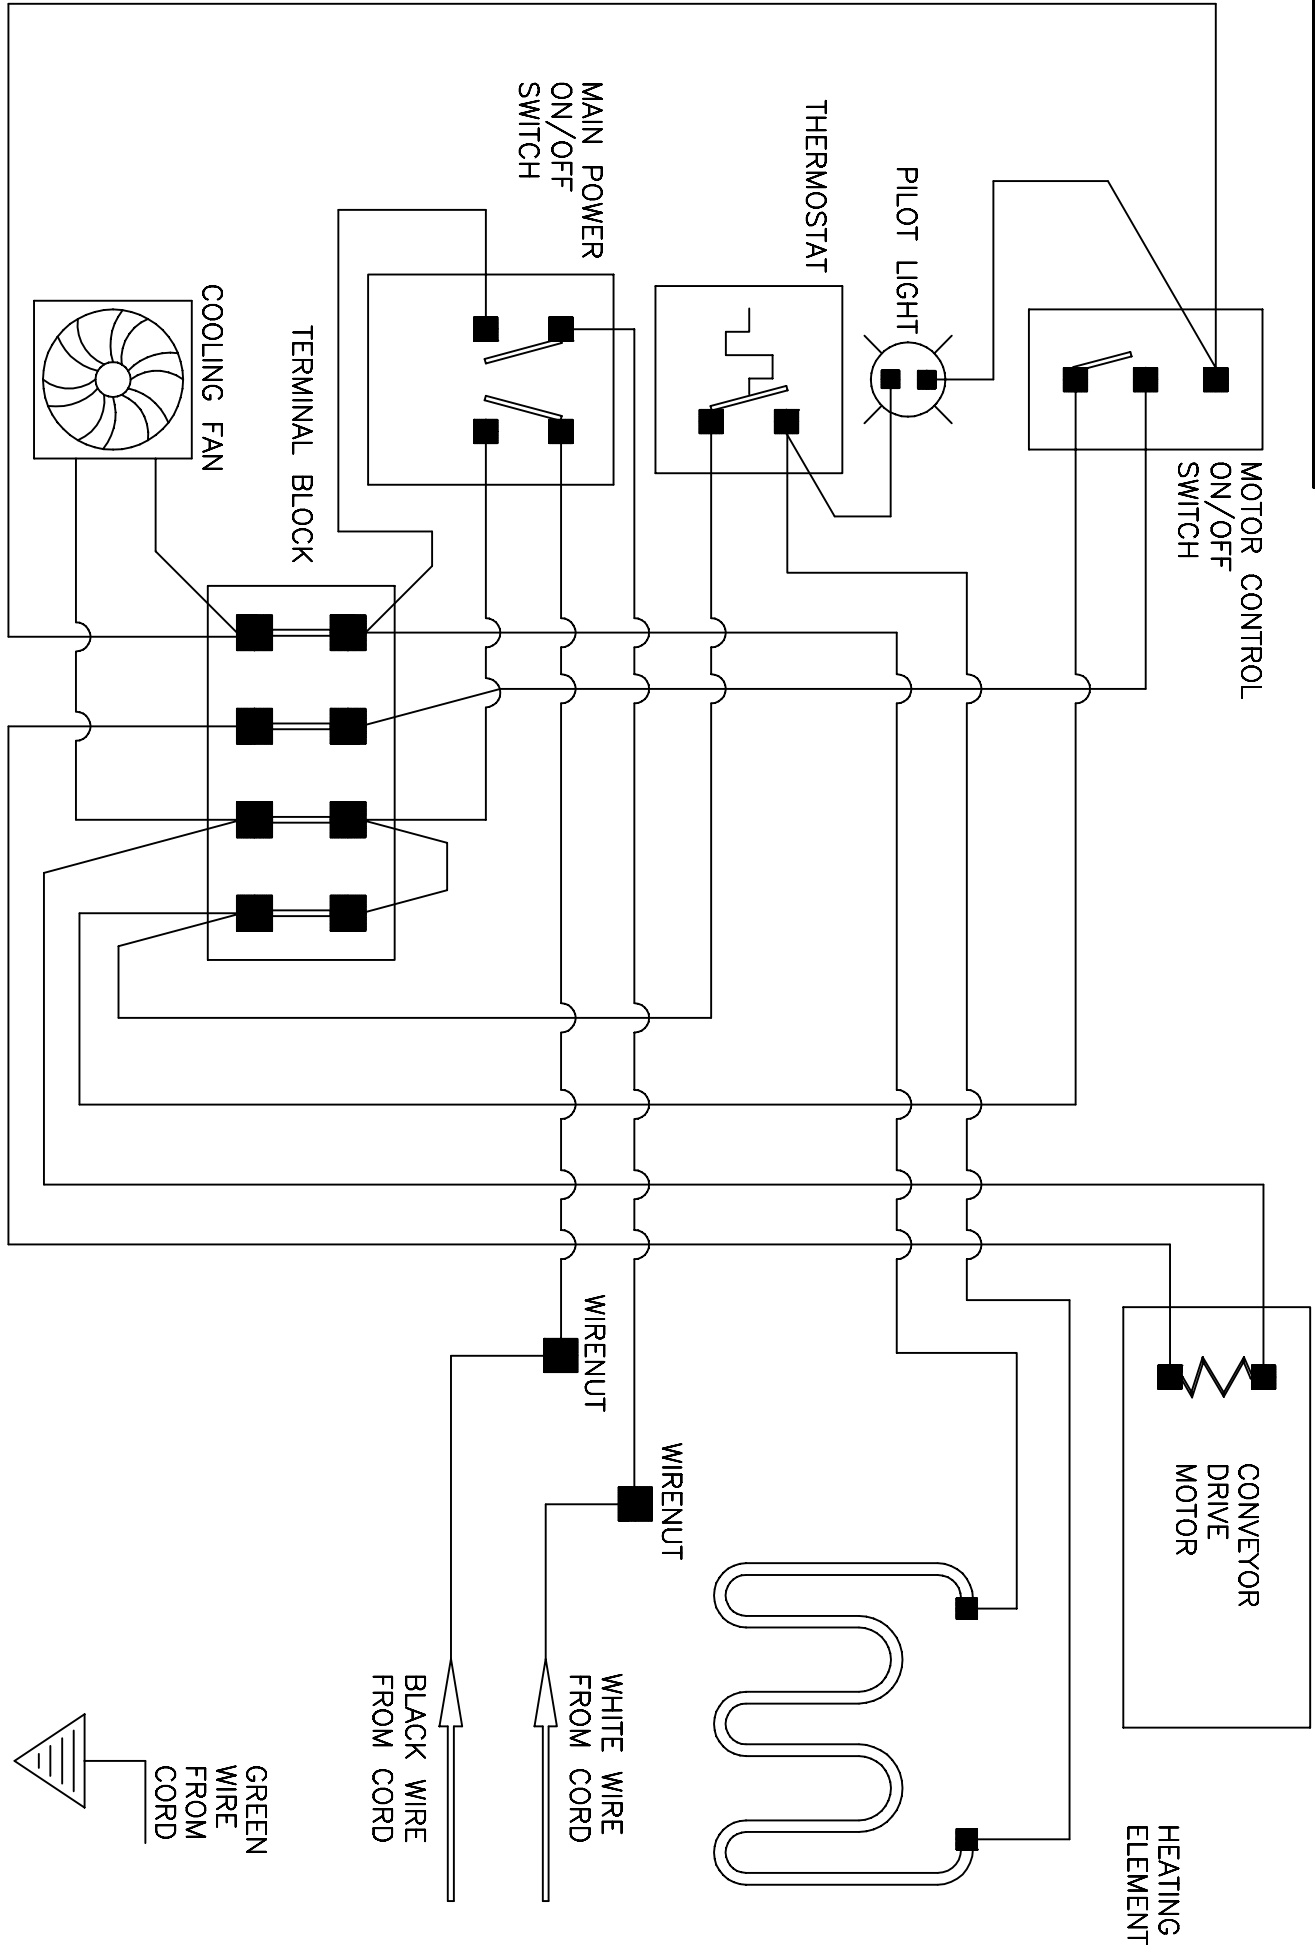 MOTOR CONTROL
ON/OFF
SWITCH
PILOT LIGHT
THERMOSTAT
MAIN POWER
ON/OFF
SWITCH
TERMINAL BLOCK
COOLING FAN
CONVEYOR
DRIVE
MOTOR
WIRENUT
WIRENUT
HEATING
ELEMENT
WHITE WIRE
FROM CORD
BLACK WIRE
FROM CORD
GREEN
WIRE
FROM
CORD